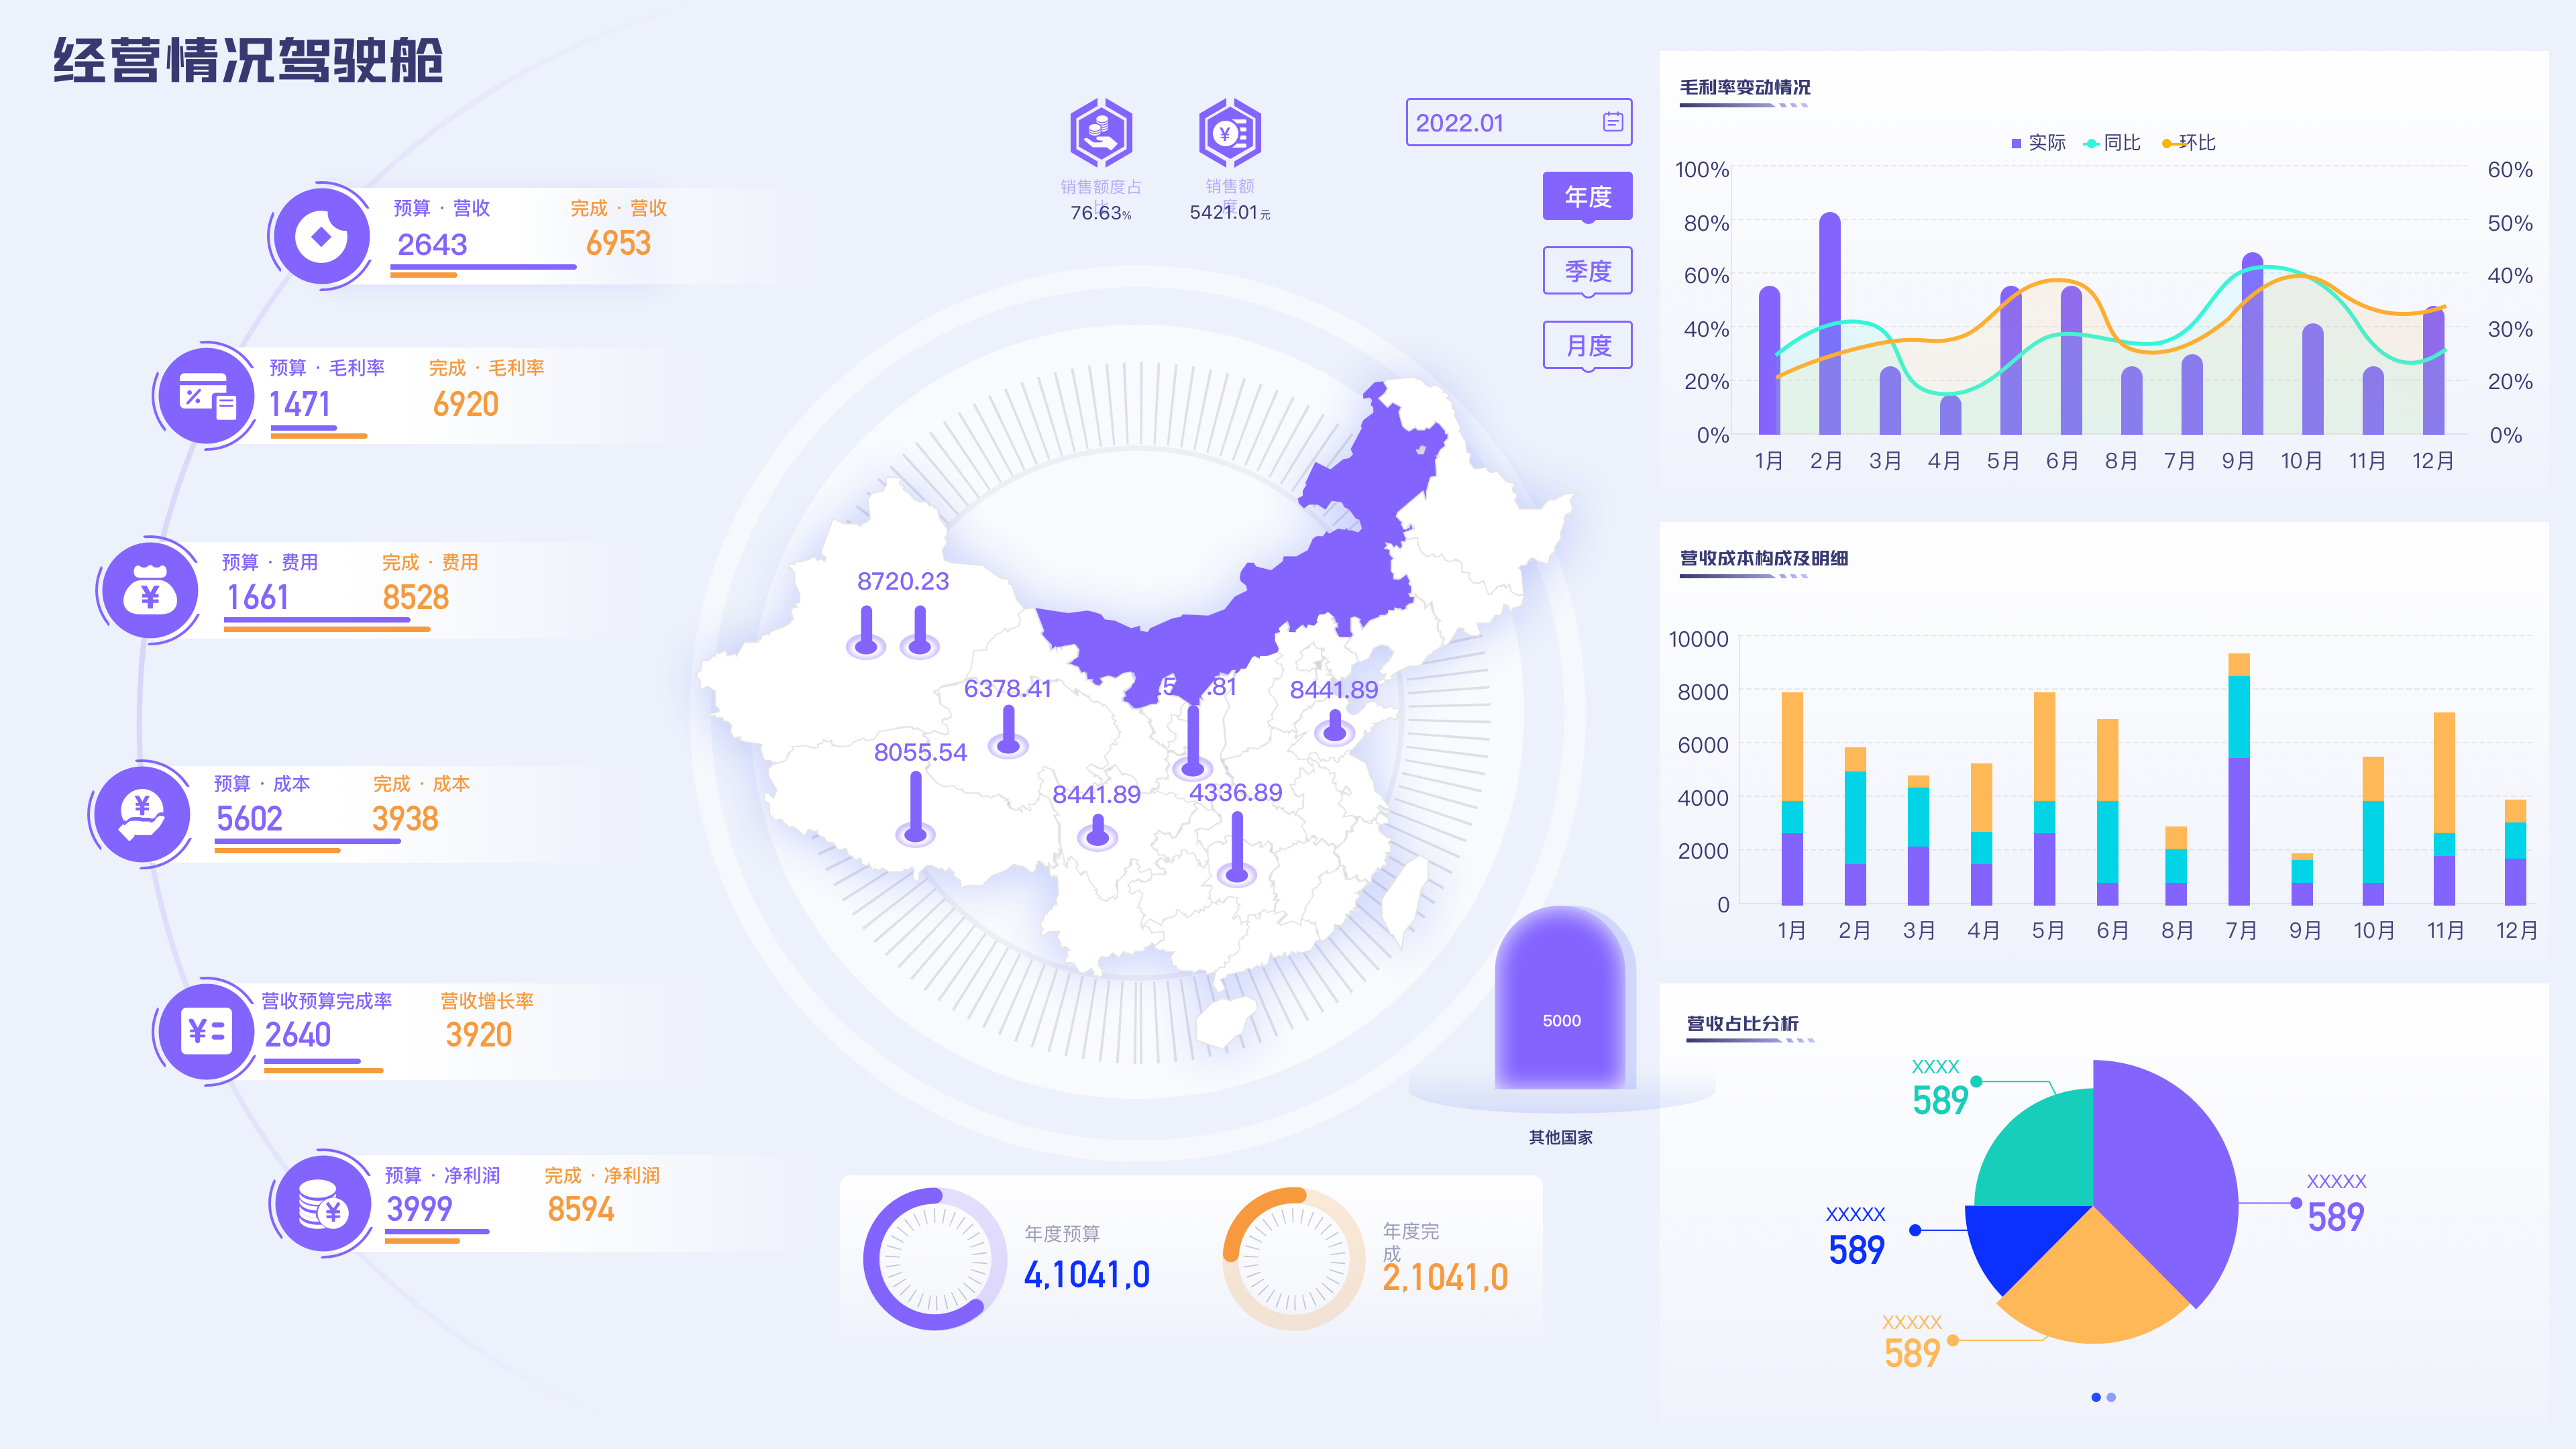 经营情况驾驶舱
预算 · 营收
完成 · 营收
2643
6953
预算 · 毛利率
完成 · 毛利率
1471
6920
预算 · 费用
完成 · 费用
1661
8528
预算 · 成本
完成 · 成本
5602
3938
营收预算完成率
营收增长率
2640
3920
预算 · 净利润
完成 · 净利润
3999
8594
销售额度占
比
76.63%
销售额
度
5421.01元
2022.01
年度
季度
月度
8720.23
6378.41
8441.89
8055.54
8441.89
4336.89
5000
其他国家
年度预算
4,1041,0
年度完
成
2,1041,0
毛利率变动情况
实际
同比
环比
100%
80%
60%
40%
20%
0%
60%
50%
40%
30%
20%
0%
1月
2月
3月
4月
5月
6月
8月
7月
9月
10月
11月
12月
营收成本构成及明细
10000
8000
6000
4000
2000
0
1月
2月
3月
4月
5月
6月
8月
7月
9月
10月
11月
12月
营收占比分析
XXXX
589
XXXXX
589
XXXXX
589
XXXXX
589